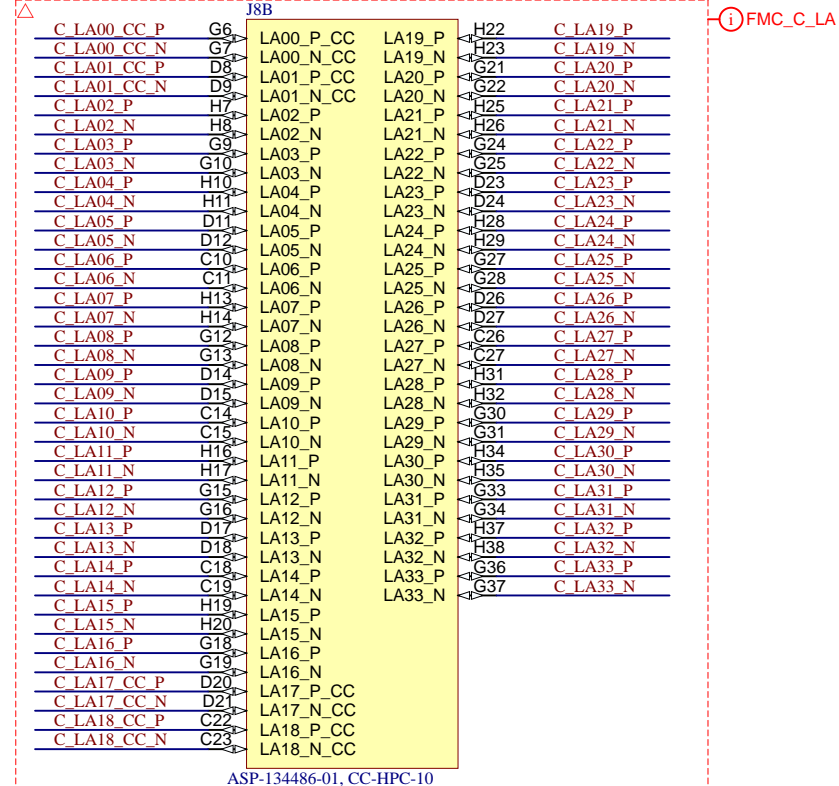 J8B
FMC_C_LA
C_LA00_CC_P G6 LA00_P_CC LA19_P H22 C_LA19_P
C_LA00_CC_N G7 LA00_N_CC LA19_N H23 C_LA19_N
C_LA01_CC_P D8 LA01_P_CC LA20_P G21 C_LA20_P
C_LA01_CC_N D9 LA01_N_CC LA20_N G22 C_LA20_N
C_LA02_P H7 LA02_P LA21_P H25 C_LA21_P
C_LA02_N H8 LA02_N LA21_N H26 C_LA21_N
C_LA03_P G9 LA03_P LA22_P G24 C_LA22_P
C_LA03_N G10 LA03_N LA22_N G25 C_LA22_N
C_LA04_P H10 LA04_P LA23_P D23 C_LA23_P
C_LA04_N H11 LA04_N LA23_N D24 C_LA23_N
C_LA05_P D11 LA05_P LA24_P H28 C_LA24_P
C_LA05_N D12 LA05_N LA24_N H29 C_LA24_N
C_LA06_P C10 LA06_P LA25_P G27 C_LA25_P
C_LA06_N C11 LA06_N LA25_N G28 C_LA25_N
C_LA07_P H13 LA07_P LA26_P D26 C_LA26_P
C_LA07_N H14 LA07_N LA26_N D27 C_LA26_N
C_LA08_P G12 LA08_P LA27_P C26 C_LA27_P
C_LA08_N G13 LA08_N LA27_N C27 C_LA27_N
C_LA09_P D14 LA09_P LA28_P H31 C_LA28_P
C_LA09_N D15 LA09_N LA28_N H32 C_LA28_N
C_LA10_P C14 LA10_P LA29_P G30 C_LA29_P
C_LA10_N C15 LA10_N LA29_N G31 C_LA29_N
C_LA11_P H16 LA11_P LA30_P H34 C_LA30_P
C_LA11_N H17 LA11_N LA30_N H35 C_LA30_N
C_LA12_P G15 LA12_P LA31_P G33 C_LA31_P
C_LA12_N G16 LA12_N LA31_N G34 C_LA31_N
C_LA13_P D17 LA13_P LA32_P H37 C_LA32_P
C_LA13_N D18 LA13_N LA32_N H38 C_LA32_N
C_LA14_P C18 LA14_P LA33_P G36 C_LA33_P
C_LA14_N C19 LA14_N LA33_N G37 C_LA33_N
C_LA15_P H19 LA15_P
C_LA15_N H20 LA15_N
C_LA16_P G18 LA16_P
C_LA16_N G19 LA16_N
C_LA17_CC_P D20 LA17_P_CC
C_LA17_CC_N D21 LA17_N_CC
C_LA18_CC_P C22 LA18_P_CC
C_LA18_CC_N C23 LA18_N_CC
ASP-134486-01, CC-HPC-10